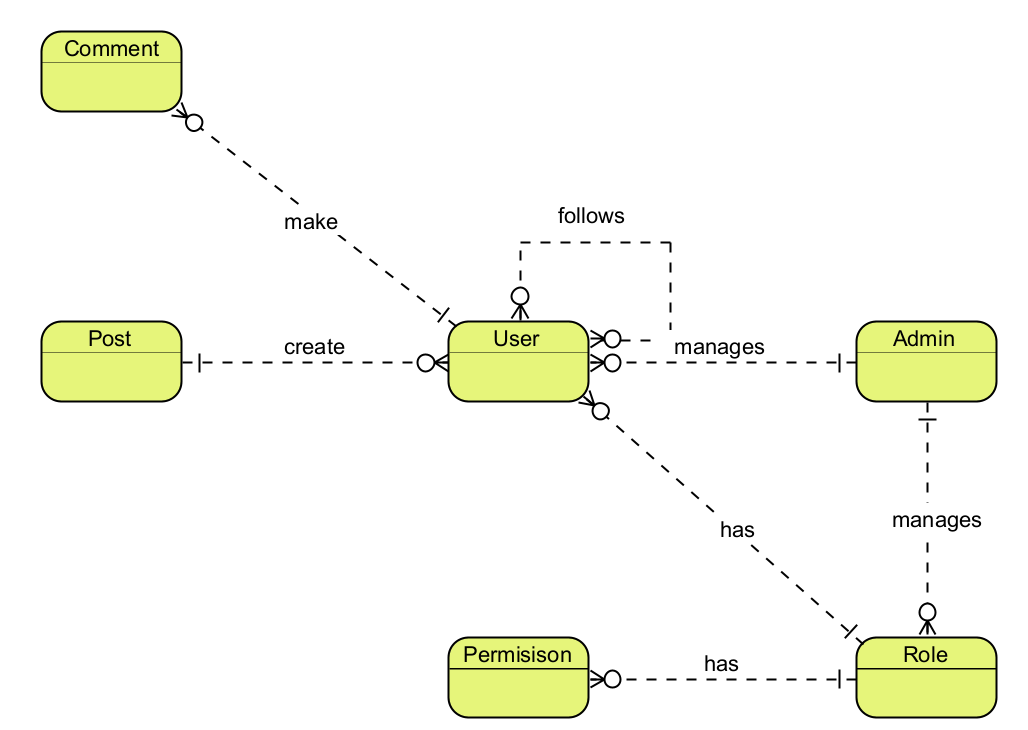 Comment
make
follows
Post
create
User
manages
Admin
has
manages
Permisison
has
Role